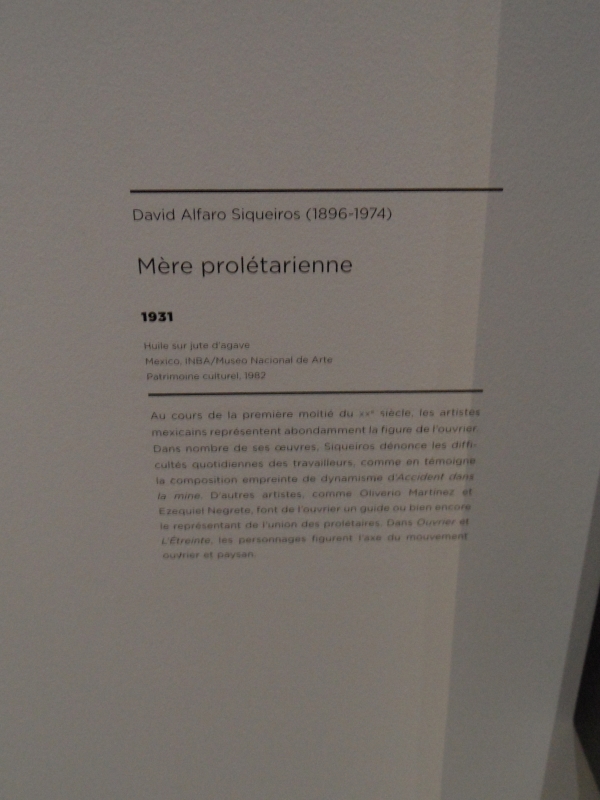 David Alfaro Siqueiros (1896-1974)
Mère prolétarienne
1931
Huile sur jute d'agave
Mexico, INBA/Museo Nacional de Arte
Patrimoine culturel, 1982
Au cours de la première moitié du XXe siècle, les artistes
mexicains représentent abondamment la figure de l'ouvrier.
Dans nombre de ses œuvres, Siqueiros dénonce les diffi-
cultés quotidiennes des travailleurs, comme en témoigne
la composition empreinte de dynamisme d'Accident dans
la mine. D'autres artistes, comme Oliverio Martínez et
Ezequiel Negrete, font de l'ouvrier un guide ou bien encore
le représentant de l'union des prolétaires. Dans Ouvrier et
L'Étreinte, les personnages figurent l'axe du mouvement
ouvrier et paysan.